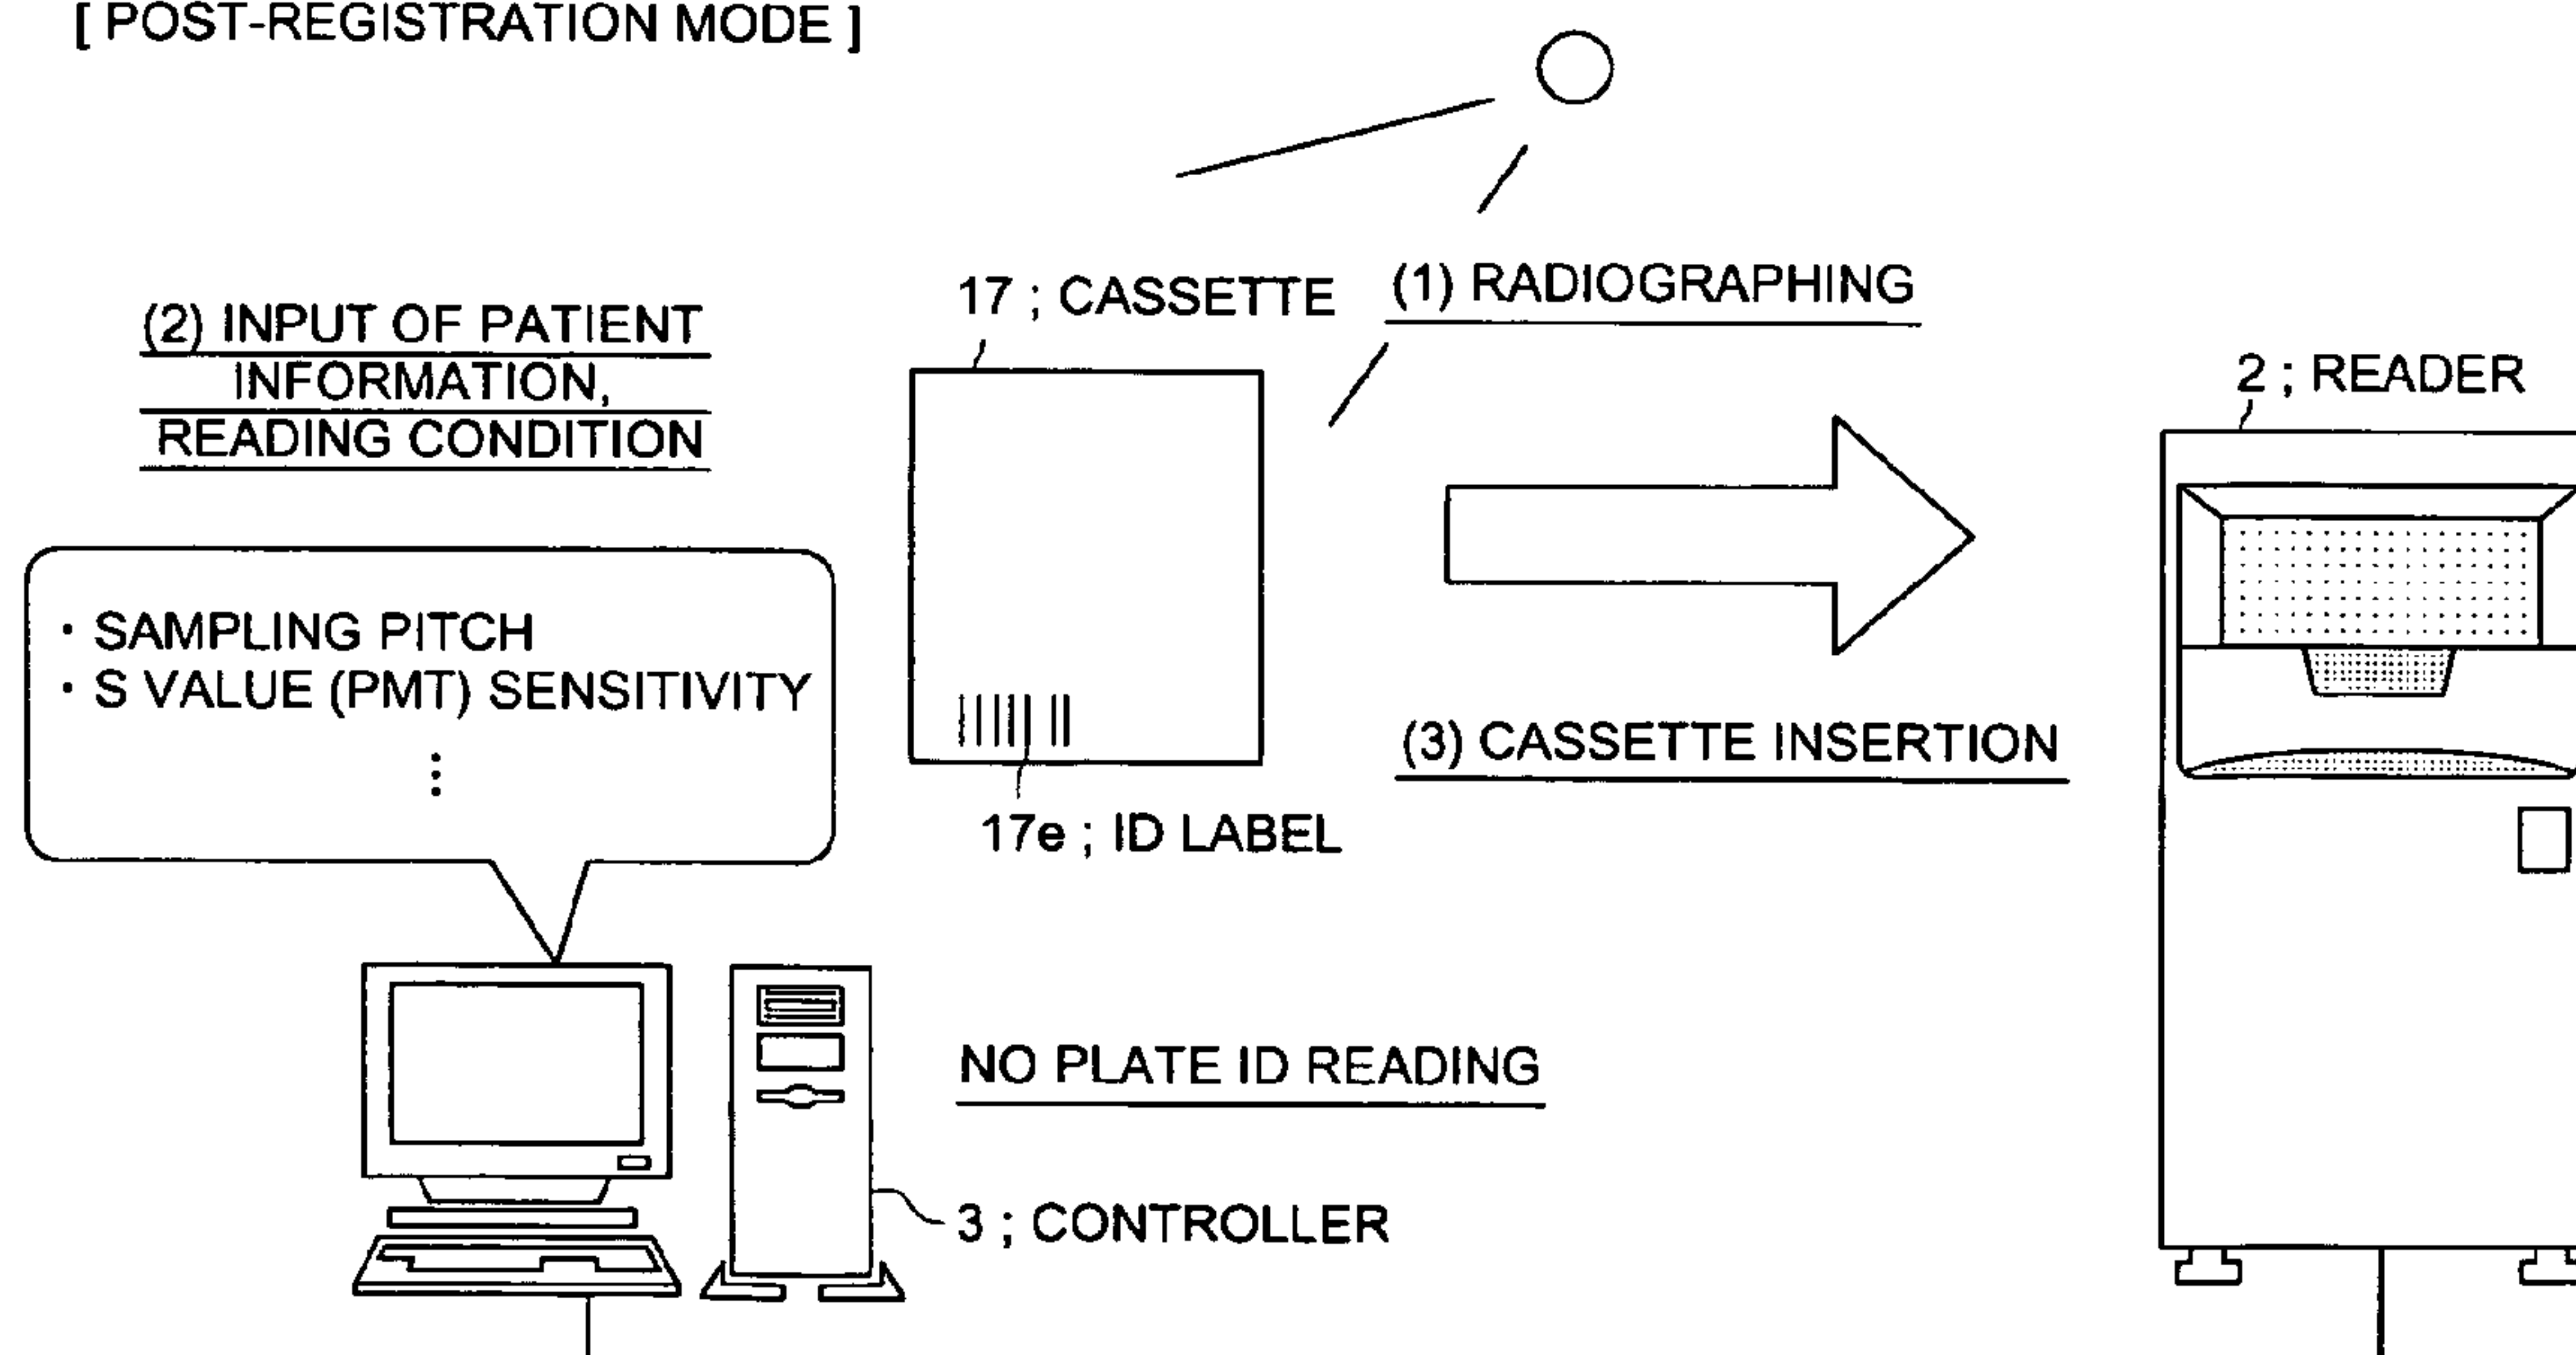 [ POST-REGISTRATION MODE ]
(2) INPUT OF PATIENT
INFORMATION,
READING CONDITION
17 ; CASSETTE
(1) RADIOGRAPHING
2 ; READER
· SAMPLING PITCH
· S VALUE (PMT) SENSITIVITY
⋮
(3) CASSETTE INSERTION
17e ; ID LABEL
NO PLATE ID READING
3 ; CONTROLLER